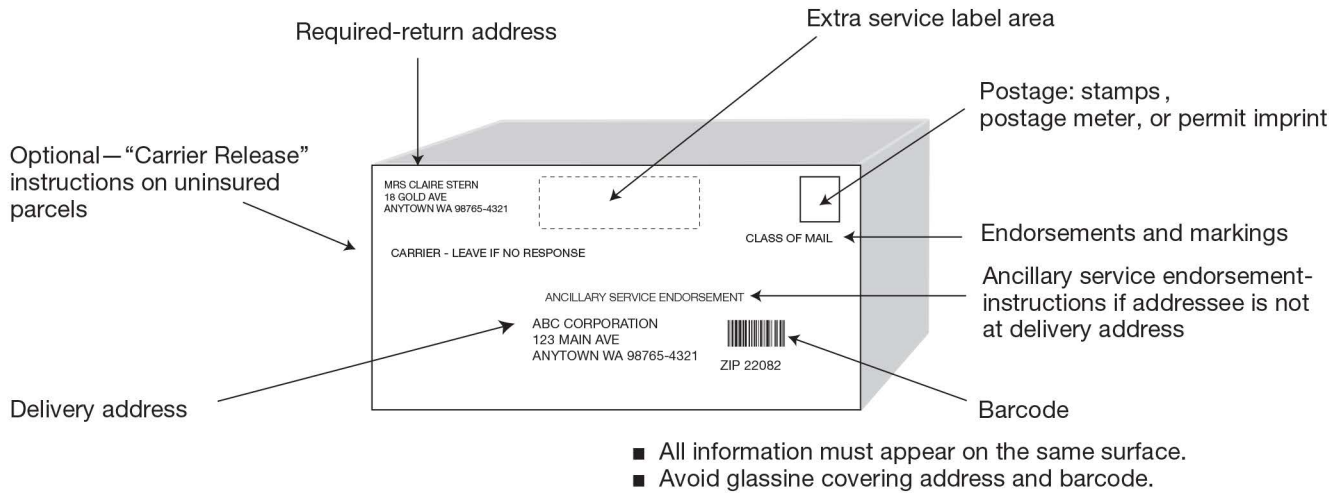 Extra service label area
Required-return address
Postage: stamps ,
postage meter, or permit imprint
Optional—“Carrier Release”
instructions on uninsured
parcels
MRS CLAIRE STERN
18 GOLD AVE
ANYTOWN WA 98765-4321
CLASS OF MAIL
Endorsements and markings
CARRIER - LEAVE IF NO RESPONSE
Ancillary service endorsement-
instructions if addressee is not
at delivery address
ANCILLARY SERVICE ENDORSEMENT
ABC CORPORATION
123 MAIN AVE
ANYTOWN WA 98765-4321
ZIP 22082
Delivery address
Barcode
■ All information must appear on the same surface.
■ Avoid glassine covering address and barcode.